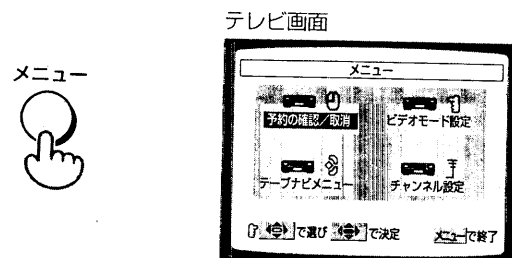 テレビ画面
メニュー
メニュー
予約の確認/取消
ビデオモード設定
テープナビメニュー
チャンネル設定
で選び で決定 メニューで終了